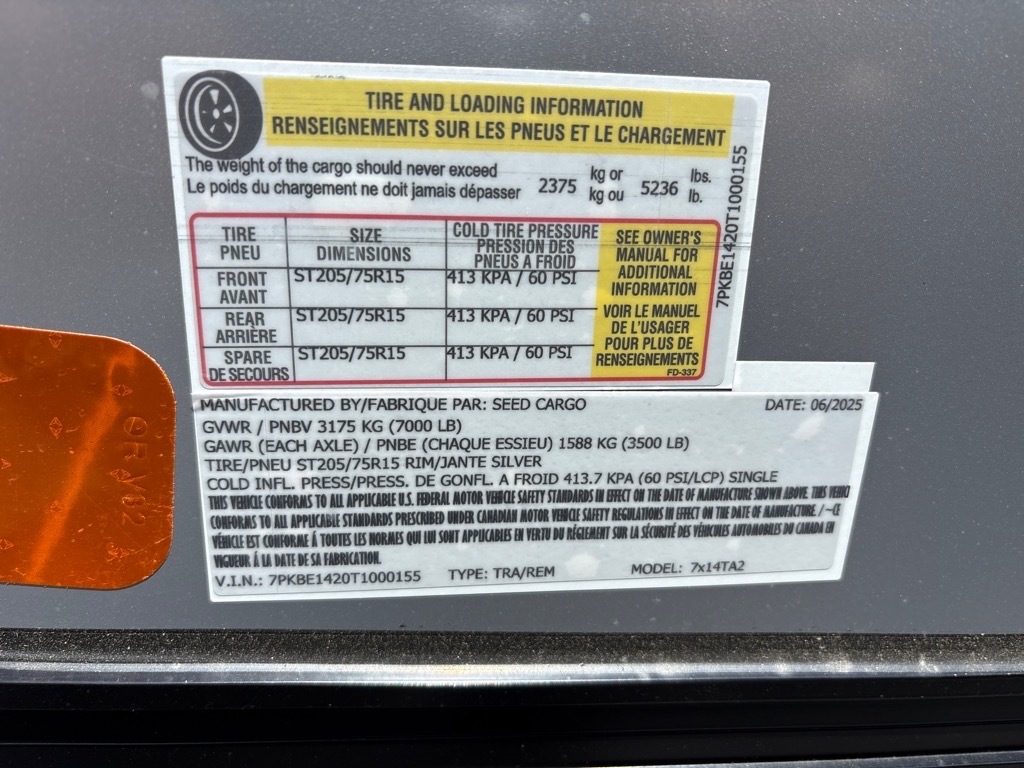 TIRE AND LOADING INFORMATION
RENSEIGNEMENTS SUR LES PNEUS ET LE CHARGEMENT
The weight of the cargo should never exceed
Le poids du chargement ne doit jamais dépasser
2375 kg or 5236 lbs.
kg ou lb.
TIRE SIZE COLD TIRE PRESSURE
PNEU DIMENSIONS PRESSION DES
PNEUS A FROID
FRONT ST205/75R15 413 KPA / 60 PSI
AVANT
REAR ST205/75R15 413 KPA / 60 PSI
ARRIÈRE
SPARE ST205/75R15 413 KPA / 60 PSI
DE SECOURS
SEE OWNER'S
MANUAL FOR
ADDITIONAL
INFORMATION
VOIR LE MANUEL
DE L'USAGER
POUR PLUS DE
RENSEIGNEMENTS
FD-337
7PKBE1420T1000155
MANUFACTURED BY/FABRIQUE PAR: SEED CARGO DATE: 06/2025
GVWR / PNBV 3175 KG (7000 LB)
GAWR (EACH AXLE) / PNBE (CHAQUE ESSIEU) 1588 KG (3500 LB)
TIRE/PNEU ST205/75R15 RIM/JANTE SILVER
COLD INFL. PRESS/PRESS. DE GONFL. A FROID 413.7 KPA (60 PSI/LCP) SINGLE
THIS VEHICLE CONFORMS TO ALL APPLICABLE U.S. FEDERAL MOTOR VEHICLE SAFETY STANDARDS IN EFFECT ON THE DATE OF MANUFACTURE SHOWN ABOVE. THIS VEHICL
CONFORMS TO ALL APPLICABLE STANDARDS PRESCRIBED UNDER CANADIAN MOTOR VEHICLE SAFETY REGULATIONS IN EFFECT ON THE DATE OF MANUFACTURE. / ~CE
VÉHICLE EST CONFORME À TOUTES LES NORMES QUI LUI SONT APPLICABLES EN VERTU DU RÉGLEMENT SUR LA SÉCURITÉ DES VÉHICULES AUTOMOBILES DU CANADA EN
VIGUEUR À LA DATE DE SA FABRICATION.
V.I.N.: 7PKBE1420T1000155 TYPE: TRA/REM MODEL: 7x14TA2